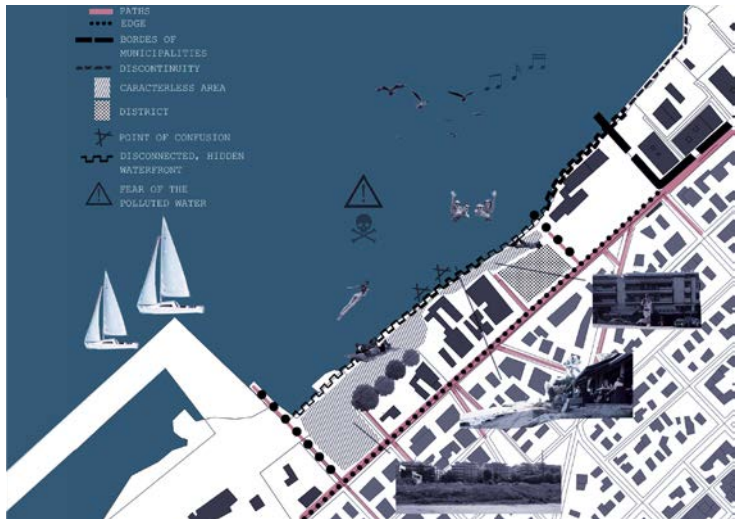 PATHS
EDGE
BORDES OF
MUNICIPALITIES
DISCONTINUITY
CARACTERLESS AREA
DISTRICT
POINT OF CONFUSION
DISCONNECTED, HIDDEN
WATERFRONT
FEAR OF THE
POLLUTED WATER